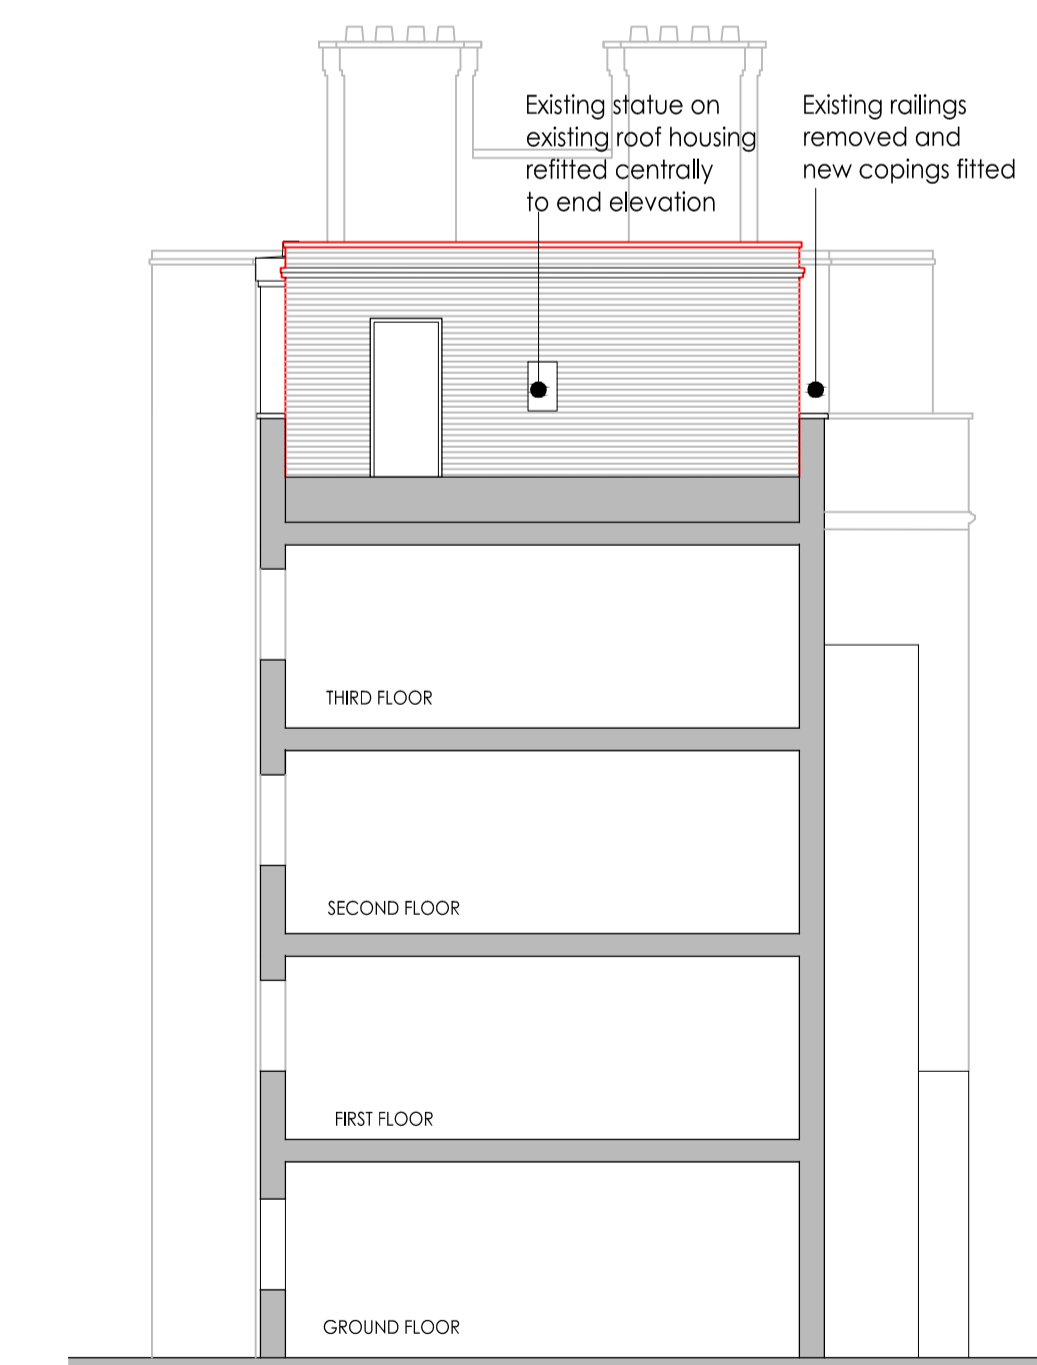 Existing statue on
existing roof housing
refitted centrally
to end elevation
Existing railings
removed and
new copings fitted
THIRD FLOOR
SECOND FLOOR
FIRST FLOOR
GROUND FLOOR